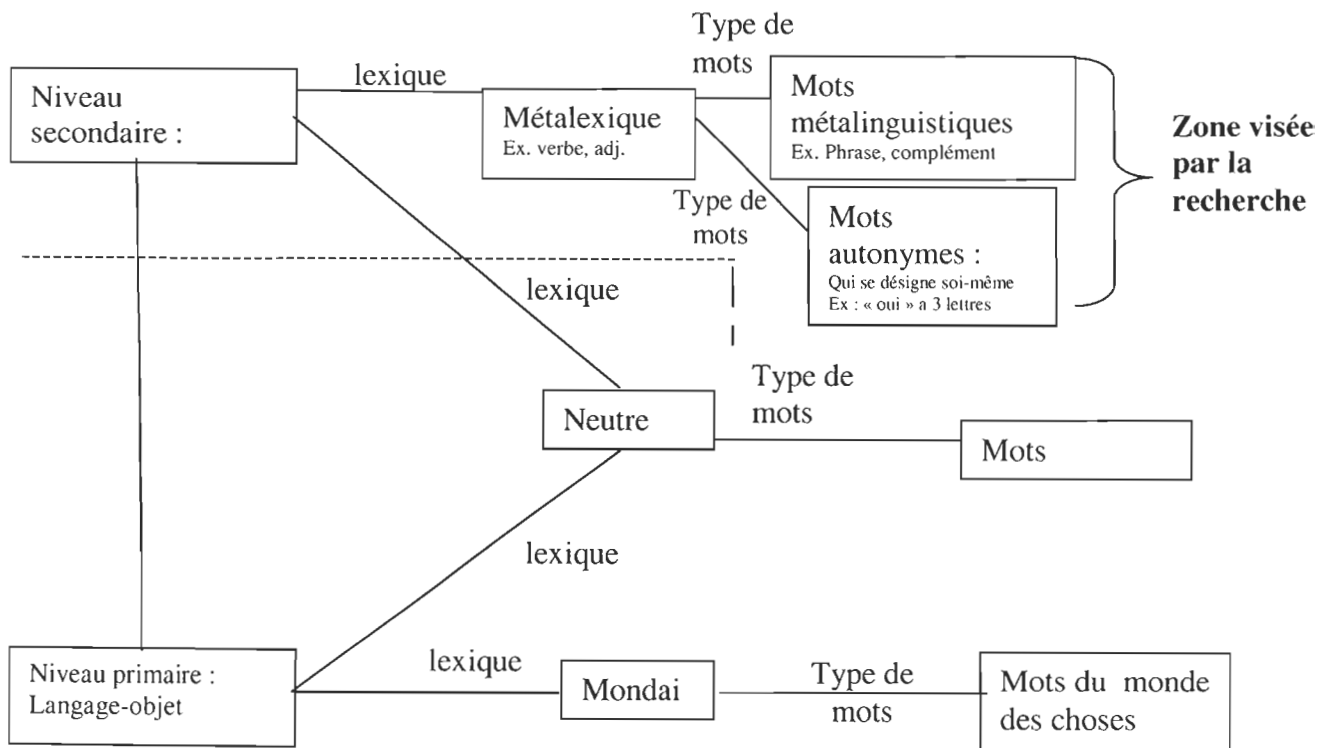 Niveau
secondaire :
lexique
Métalexique
Ex. verbe, adj.
Type de
mots
Mots
métalinguistiques
Ex. Phrase, complément
Type de
mots
Mots
autonymes :
Qui se désigne soi-même
Ex : « oui » a 3 lettres
Zone visée
par la
recherche
lexique
Neutre
Type de
mots
Mots
lexique
Niveau primaire :
Langage-objet
lexique
Mondai
Type de
mots
Mots du monde
des choses